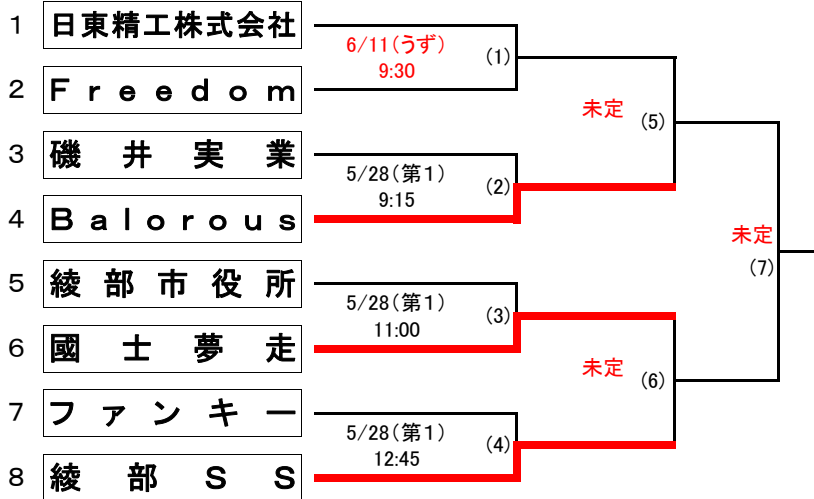 1 日東精工株式会社
6/11(うず)
9:30
(1)
2 Ｆｒｅｅｄｏｍ
未定 (5)
3 磯井実業
5/28(第1)
9:15
(2)
4 Ｂａｌｏｒｏｕｓ
未定
(7)
5 綾部市役所
5/28(第1)
11:00
(3)
6 國士夢走
未定 (6)
7 ファンキー
5/28(第1)
12:45
(4)
8 綾部ＳＳ